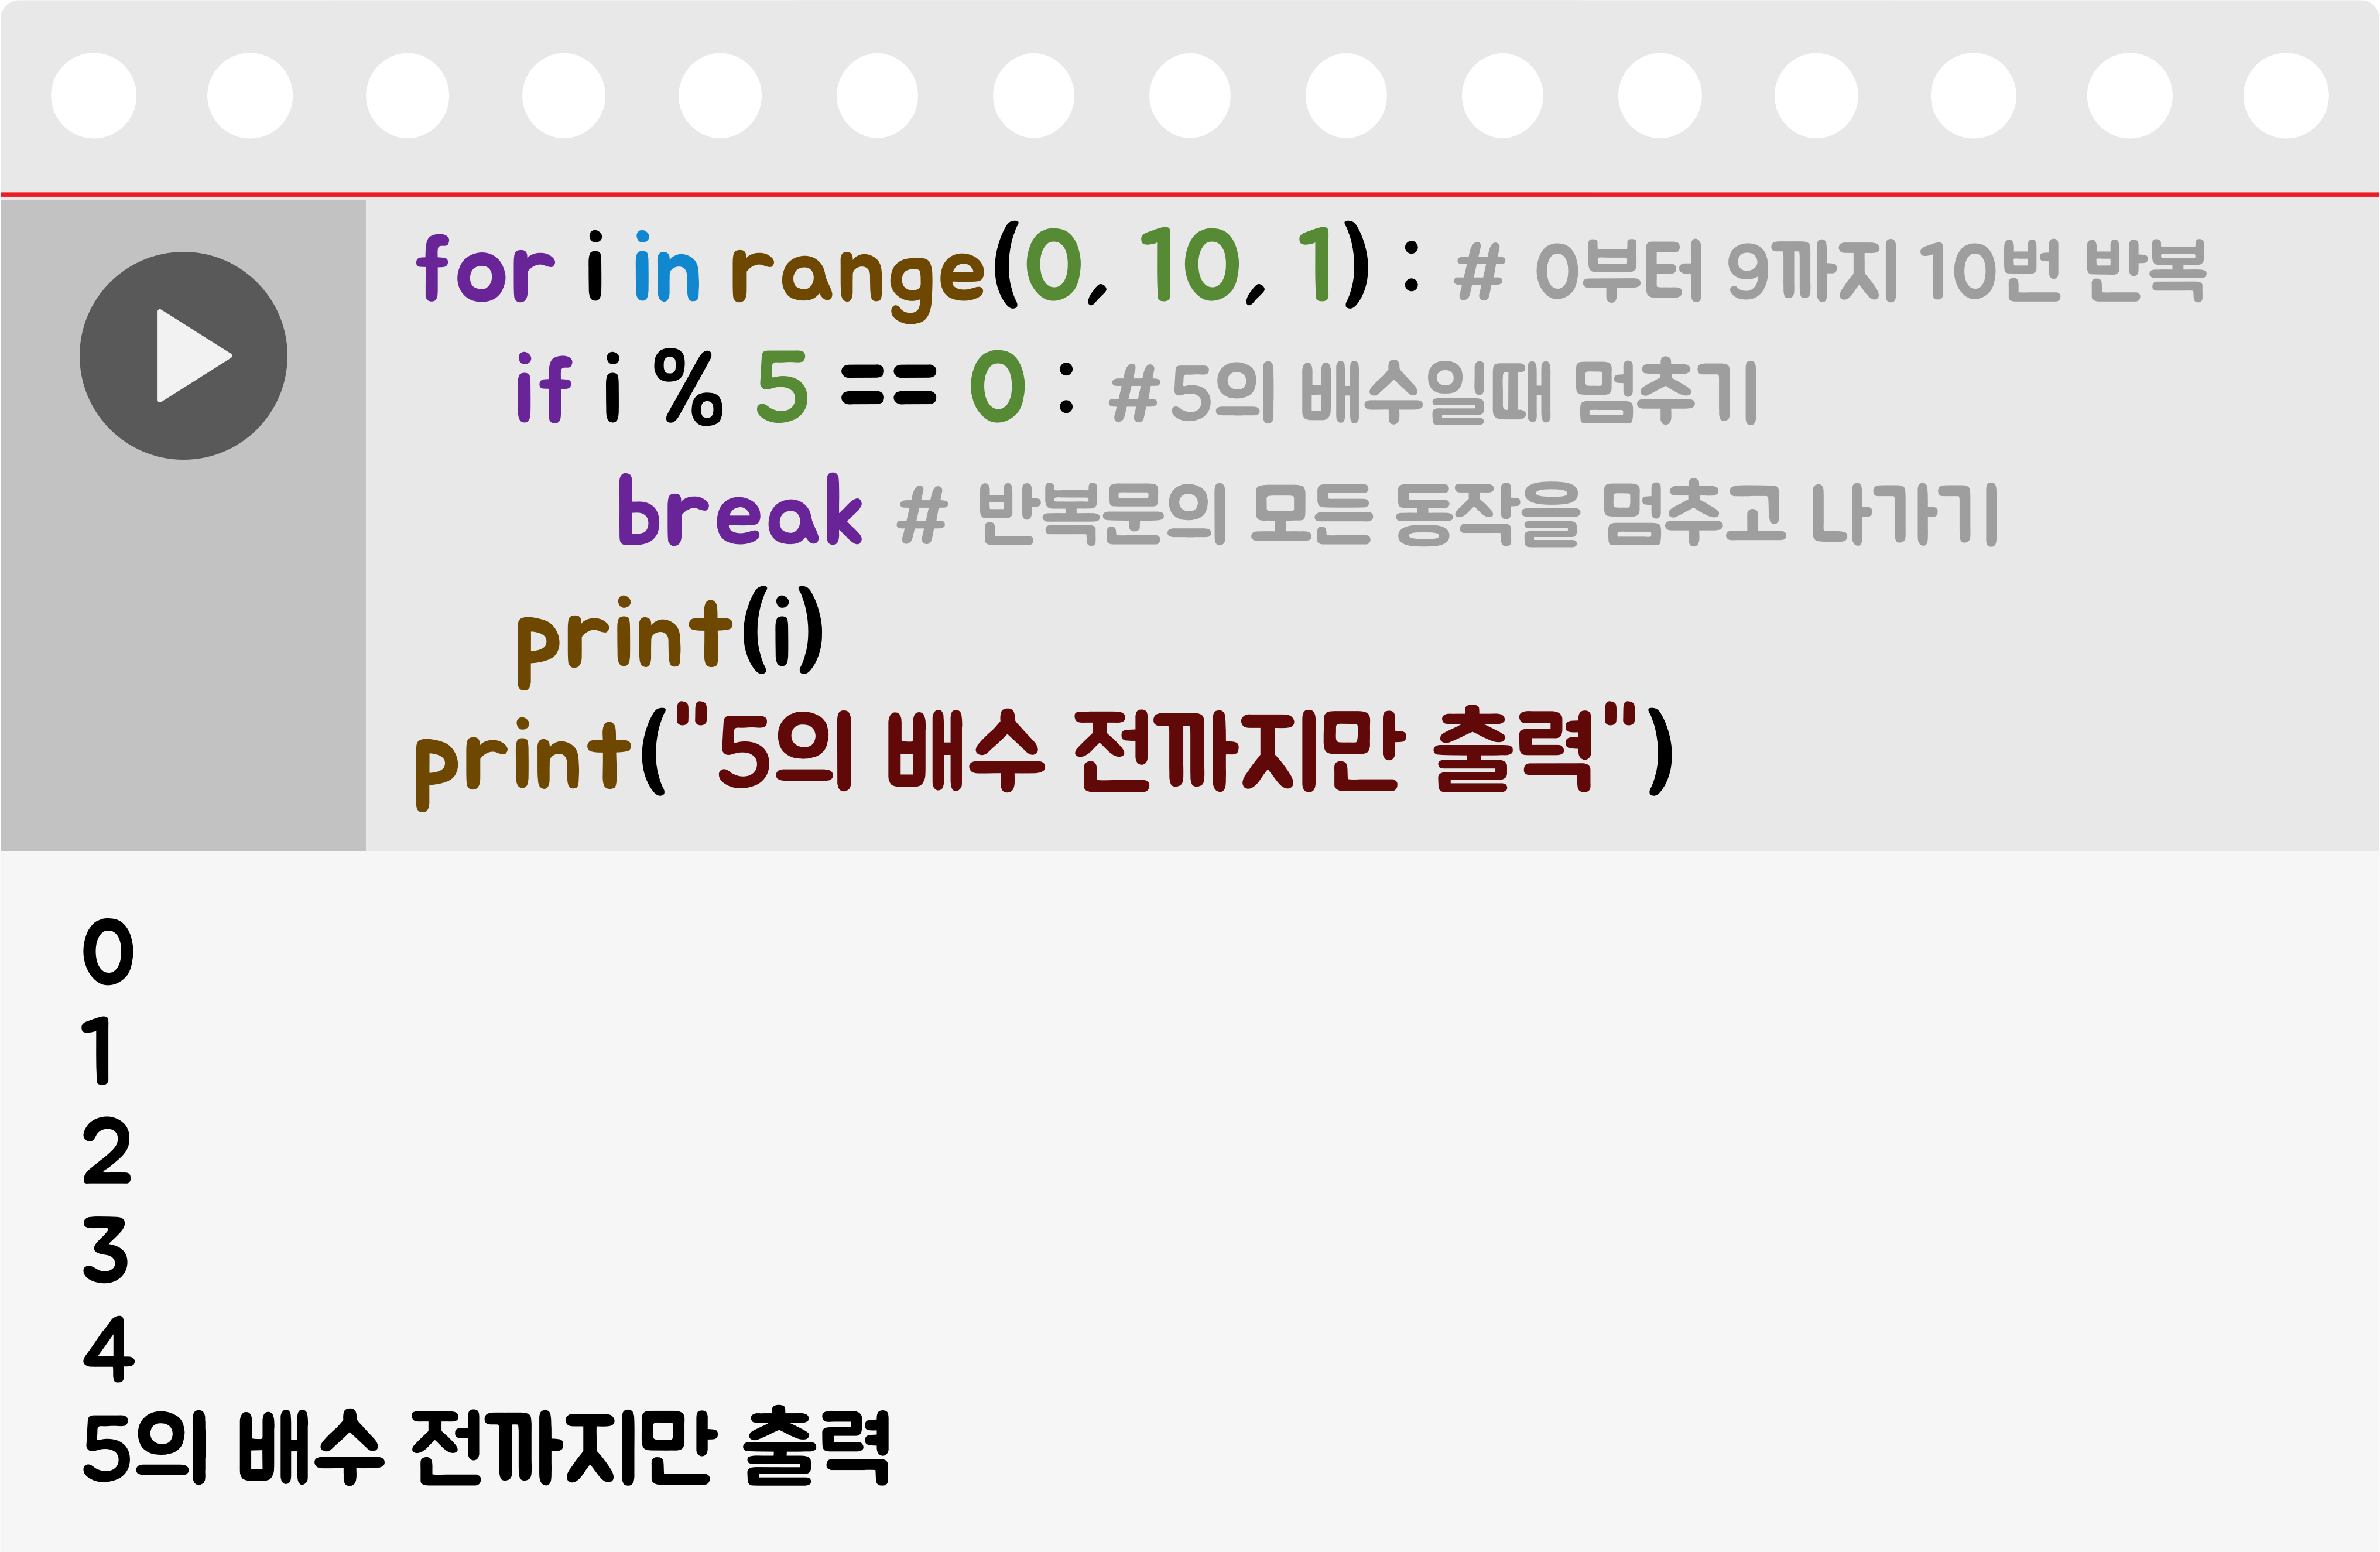 for i in range(0, 10, 1) : # 0부터 9까지 10번 반복
if i % 5 == 0 : #5의 배수일때 멈추기
break # 반복문의 모든 동작을 멈추고 나가기
print(i)
print("5의 배수 전까지만 출력")
0
1
2
3
4
5의 배수 전까지만 출력